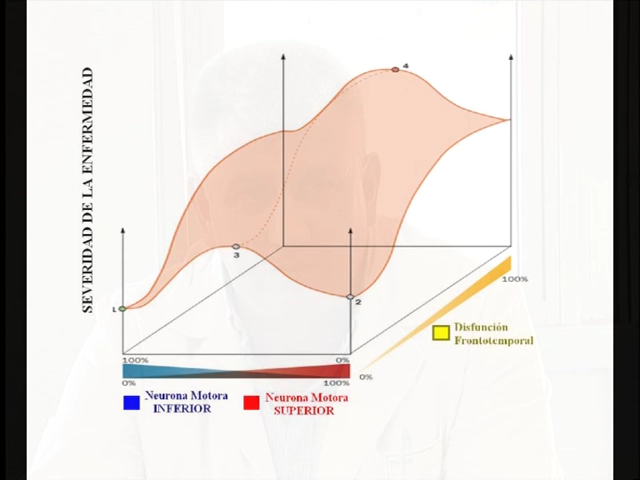 SEVERIDAD DE LA ENFERMEDAD
4
3
1
2
100%
100%
0%
0%
100%
0%
Disfunción
Frontotemporal
Neurona Motora
INFERIOR
Neurona Motora
SUPERIOR